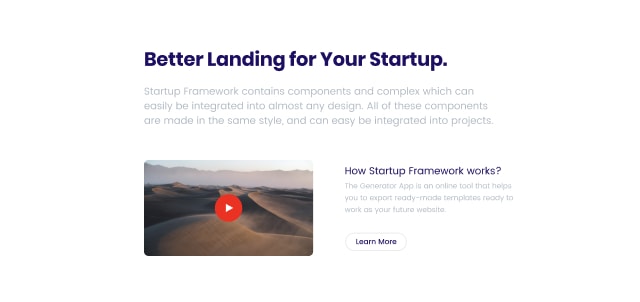 Better Landing for Your Startup.
Startup Framework contains components and complex which can
easily be integrated into almost any design. All of these components
are made in the same style, and can easy be integrated into projects.
How Startup Framework works?
The Generator App is an online tool that helps
you to export ready-made templates ready to
work as your future website.
Learn More